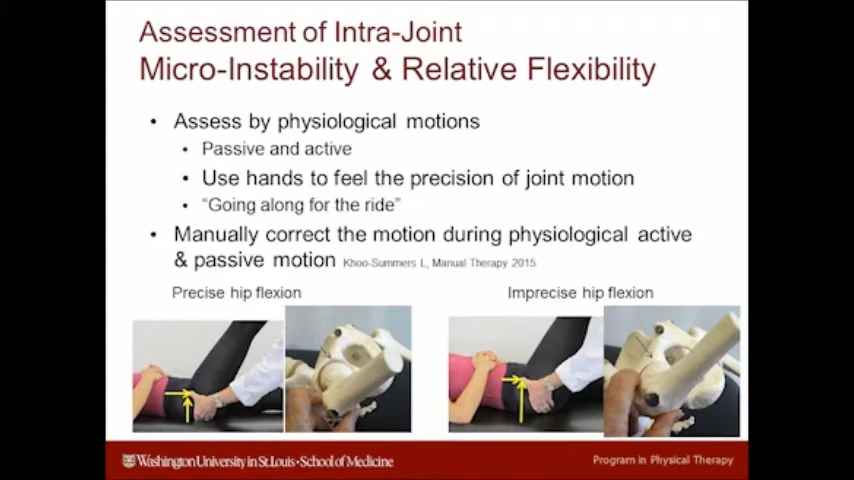 Assessment of Intra-Joint
Micro-Instability & Relative Flexibility
• Assess by physiological motions
• Passive and active
• Use hands to feel the precision of joint motion
• “Going along for the ride”
• Manually correct the motion during physiological active
& passive motion Khoo-Summers L, Manual Therapy 2015
Precise hip flexion
Imprecise hip flexion
Washington University in St. Louis • School of Medicine
Program in Physical Therapy